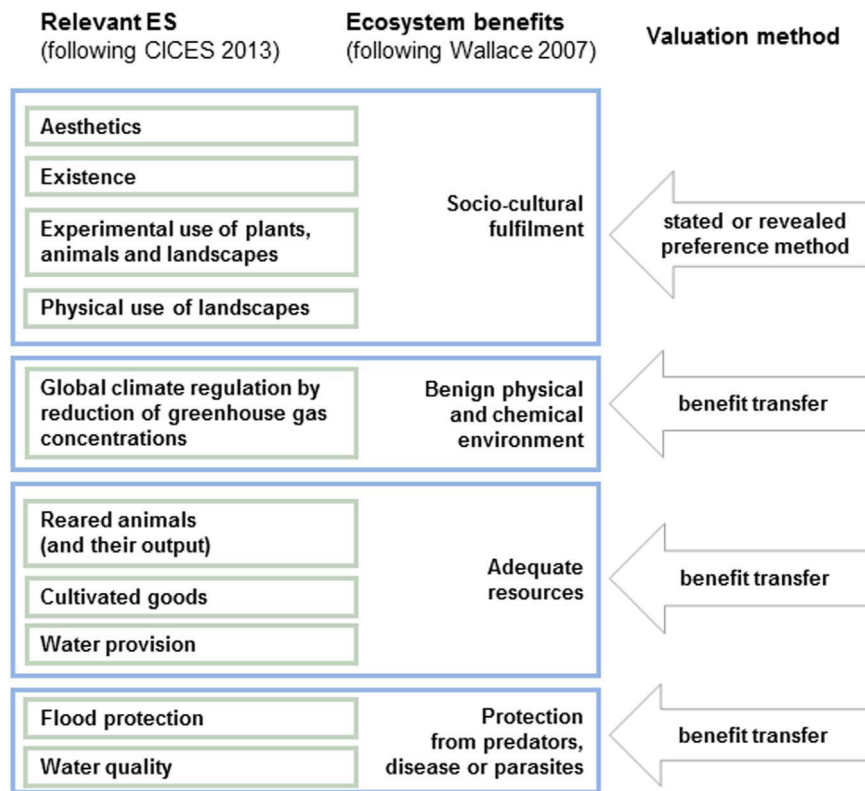 Relevant ES
(following CICES 2013)
Ecosystem benefits
(following Wallace 2007)
Valuation method
Aesthetics
Existence
Experimental use of plants,
animals and landscapes
Physical use of landscapes
Socio-cultural
fulfilment
stated or revealed
preference method
Global climate regulation by
reduction of greenhouse gas
concentrations
Benign physical
and chemical
environment
benefit transfer
Reared animals
(and their output)
Cultivated goods
Water provision
Adequate
resources
benefit transfer
Flood protection
Water quality
Protection
from predators,
disease or parasites
benefit transfer